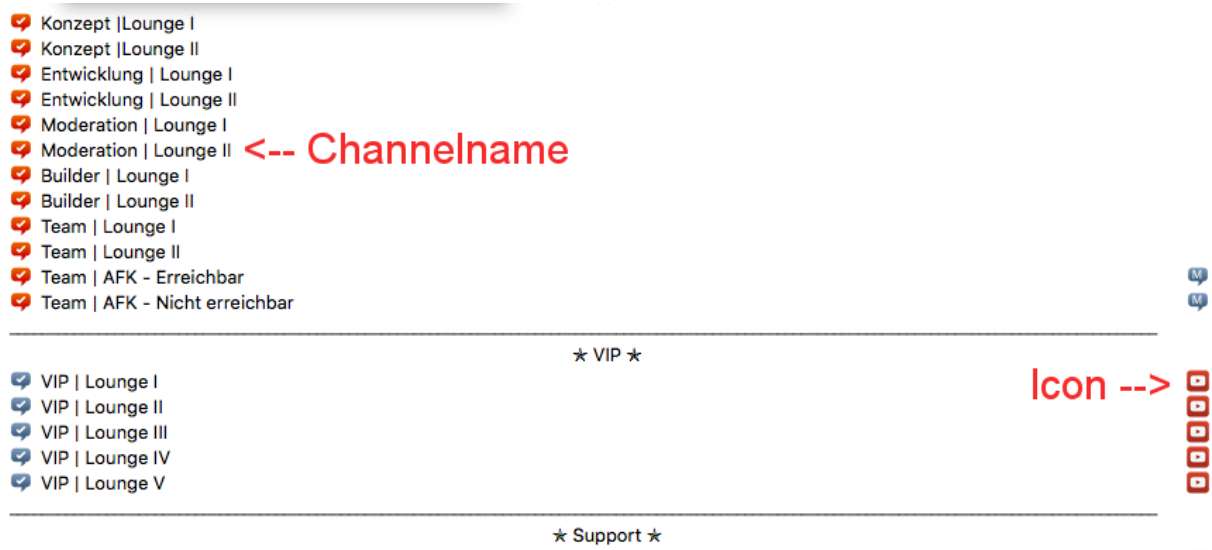 Konzept |Lounge I
Konzept |Lounge II
Entwicklung | Lounge I
Entwicklung | Lounge II
Moderation | Lounge I
Moderation | Lounge II <-- Channelname
Builder | Lounge I
Builder | Lounge II
Team | Lounge I
Team | Lounge II
Team | AFK - Erreichbar M
Team | AFK - Nicht erreichbar M
✭ VIP ✭
VIP | Lounge I Icon -->
VIP | Lounge II
VIP | Lounge III
VIP | Lounge IV
VIP | Lounge V
✭ Support ✭